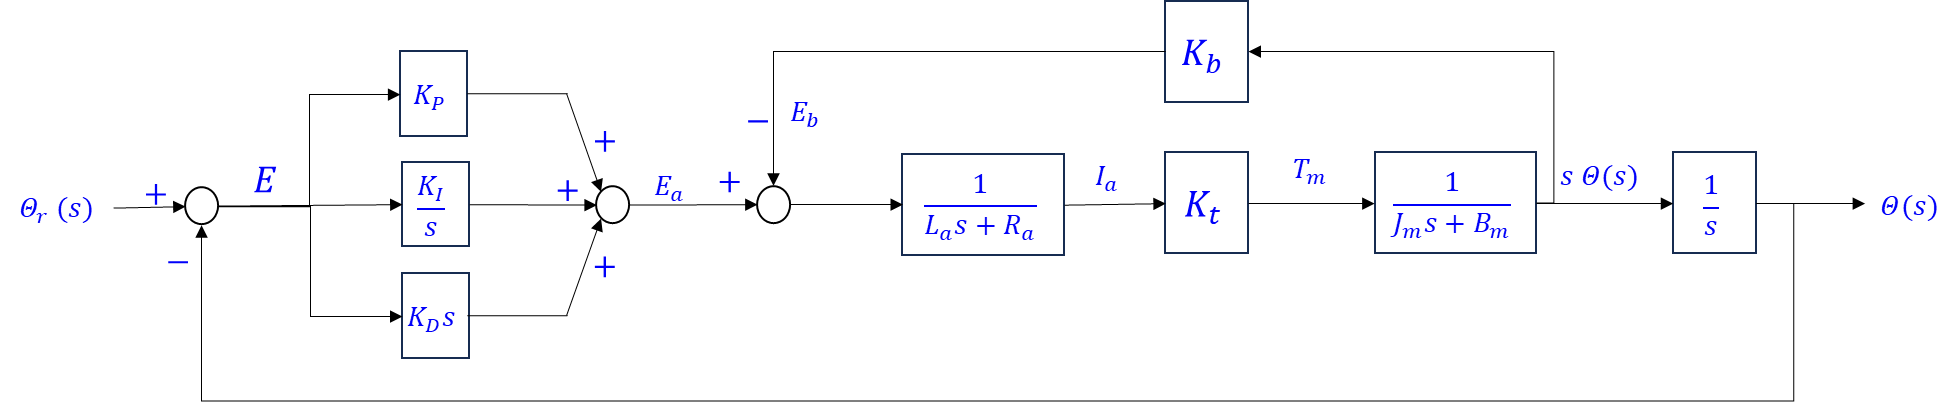 Θ_r (s)
+
−
E
K_P
K_I
s
K_D s
+
+
+
E_a
+
−
E_b
K_b
1
L_a s + R_a
I_a
K_t
T_m
1
J_m s + B_m
s Θ(s)
1
s
Θ(s)